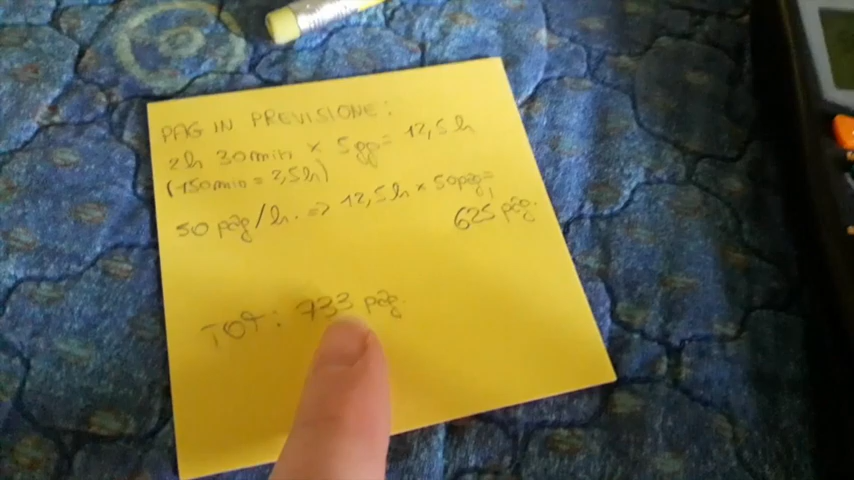 PAG IN PREVISIONE:
2h 30min × 5gg= 12,5h
(150min = 2,5h)
50 pag/h. => 12,5h × 50pag=
625 pag.
TOT: 733 pag.